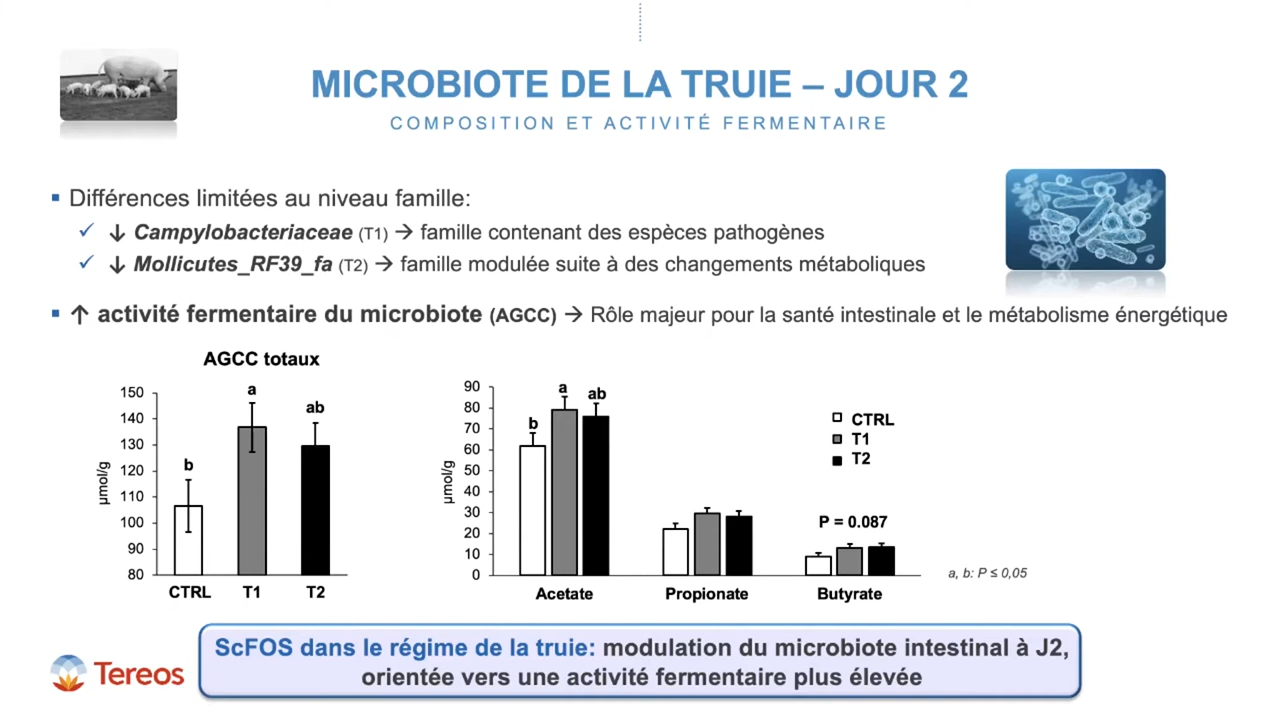 MICROBIOTE DE LA TRUIE – JOUR 2
COMPOSITION ET ACTIVITÉ FERMENTAIRE
▪ Différences limitées au niveau famille:
✓ ↓ Campylobacteriaceae (T1) → famille contenant des espèces pathogènes
✓ ↓ Mollicutes_RF39_fa (T2) → famille modulée suite à des changements métaboliques
▪ ↑ activité fermentaire du microbiote (AGCC) → Rôle majeur pour la santé intestinale et le métabolisme énergétique
AGCC totaux
µmol/g
150
140
130
120
110
100
90
80
b
a
ab
CTRL T1 T2
µmol/g
90
80
70
60
50
40
30
20
10
0
b
a
ab
P = 0.087
Acetate Propionate Butyrate
CTRL
T1
T2
a, b: P ≤ 0,05
Tereos
ScFOS dans le régime de la truie: modulation du microbiote intestinal à J2,
orientée vers une activité fermentaire plus élevée